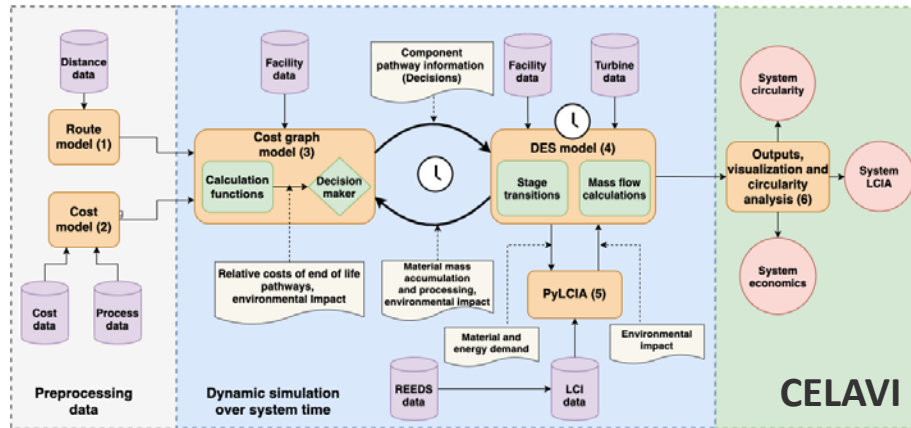 Distance
data
Route
model (1)
Cost
model (2)
Cost
data
Process
data
Preprocessing
data
Facility
data
Cost graph
model (3)
Calculation
functions
Decision
maker
Relative costs of end of life
pathways,
environmental Impact
Component
pathway information
(Decisions)
Material mass
accumulation
and processing,
environmental impact
Facility
data
Turbine
data
DES model (4)
Stage
transitions
Mass flow
calculations
PyLCIA (5)
Material and
energy demand
Environmental
impact
REEDS
data
LCI
data
Dynamic simulation
over system time
System
circularity
Outputs,
visualization and
circularity
analysis (6)
System
LCIA
System
economics
CELAVI